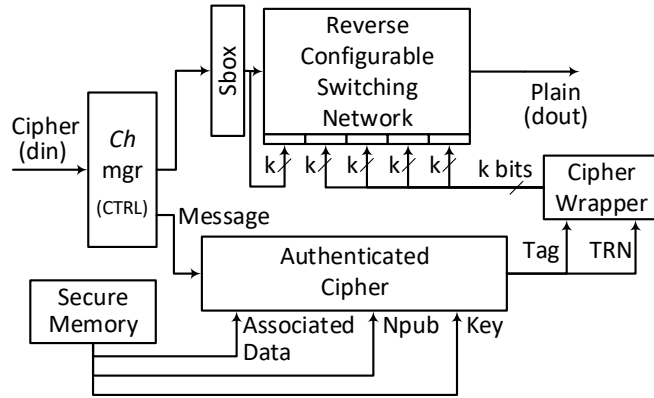 Reverse
Configurable
Switching
Network
Sbox
Plain
(dout)
Cipher
(din)
Ch
mgr
(CTRL)
k
k
k
k
k
k bits
Cipher
Wrapper
Message
Authenticated
Cipher
Tag
TRN
Secure
Memory
Associated
Data
Npub
Key